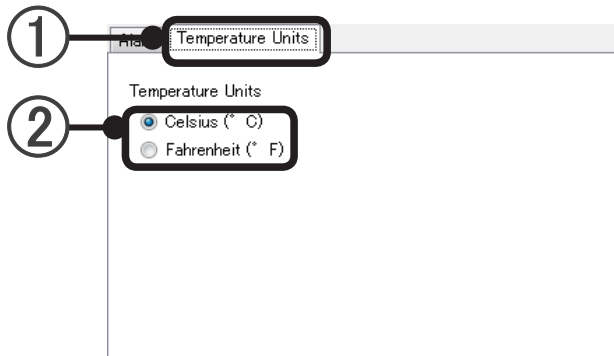 ①
Temperature Units
Temperature Units
②
Celsius (° C)
Fahrenheit (° F)